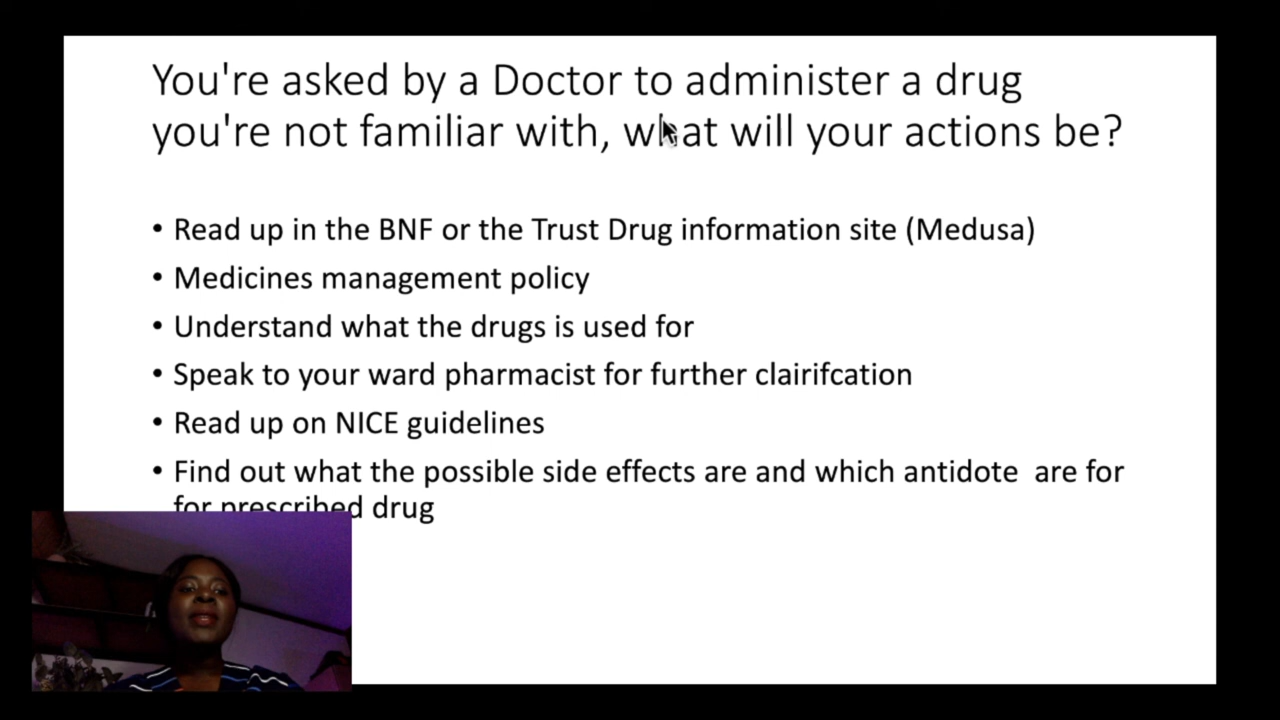 You're asked by a Doctor to administer a drug
you're not familiar with, what will your actions be?
• Read up in the BNF or the Trust Drug information site (Medusa)
• Medicines management policy
• Understand what the drugs is used for
• Speak to your ward pharmacist for further clairifcation
• Read up on NICE guidelines
• Find out what the possible side effects are and which antidote are for
for prescribed drug